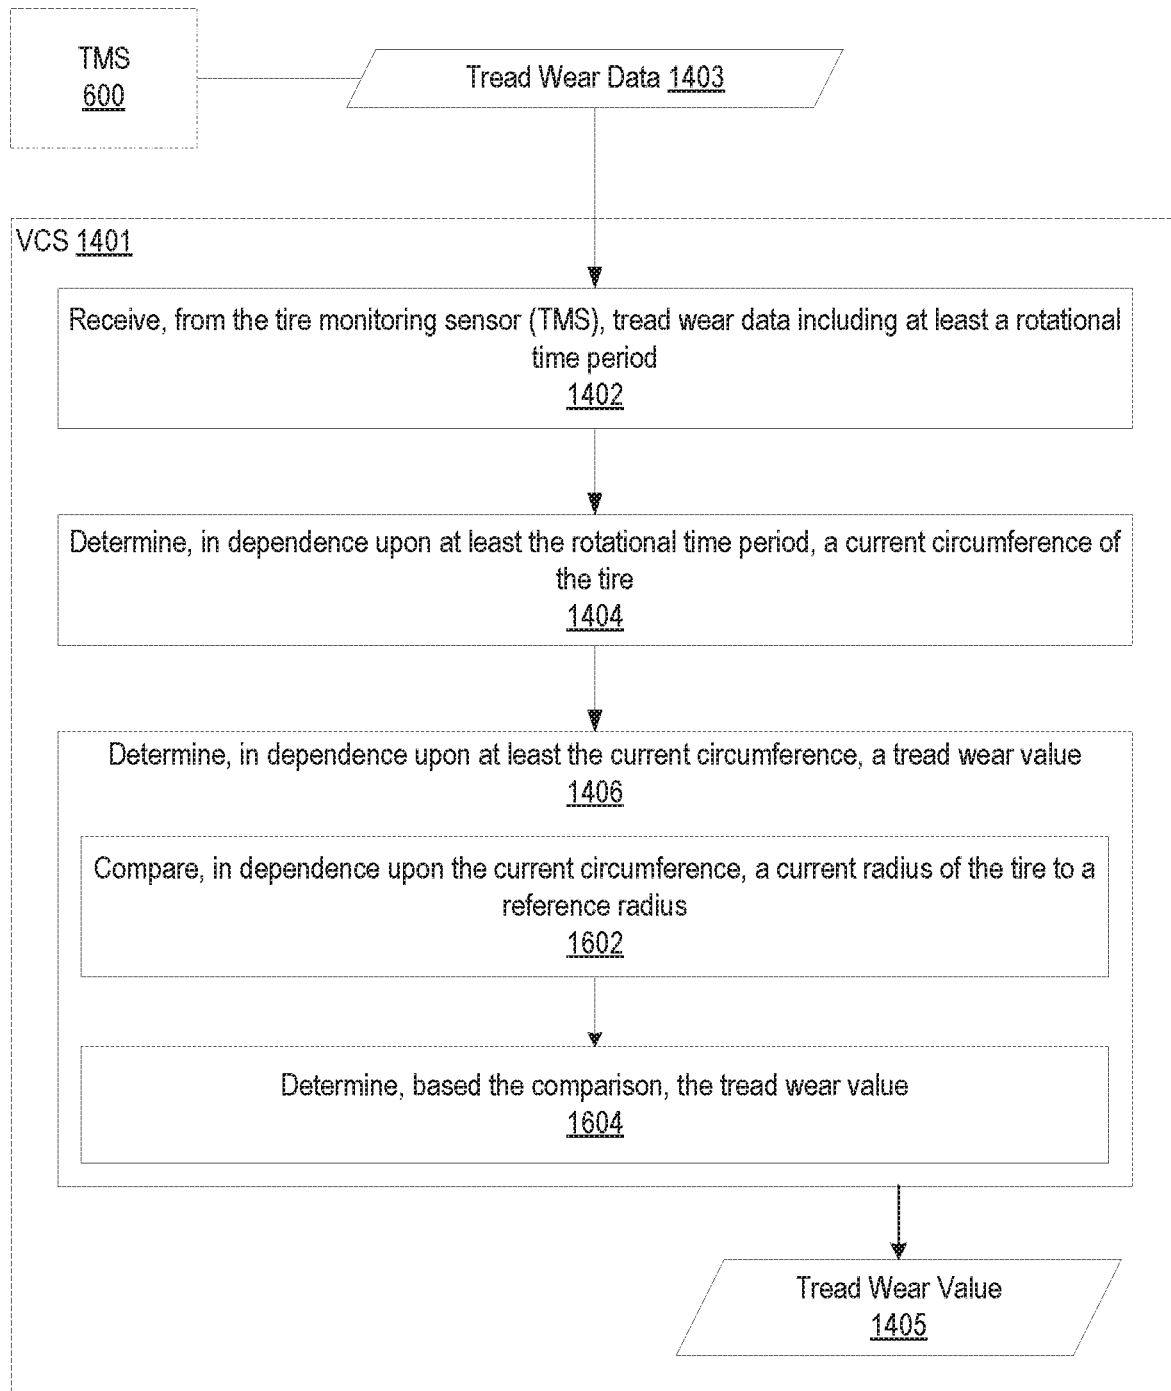 TMS
600
Tread Wear Data 1403
VCS 1401
Receive, from the tire monitoring sensor (TMS), tread wear data including at least a rotational
time period
1402
Determine, in dependence upon at least the rotational time period, a current circumference of
the tire
1404
Determine, in dependence upon at least the current circumference, a tread wear value
1406
Compare, in dependence upon the current circumference, a current radius of the tire to a
reference radius
1602
Determine, based the comparison, the tread wear value
1604
Tread Wear Value
1405